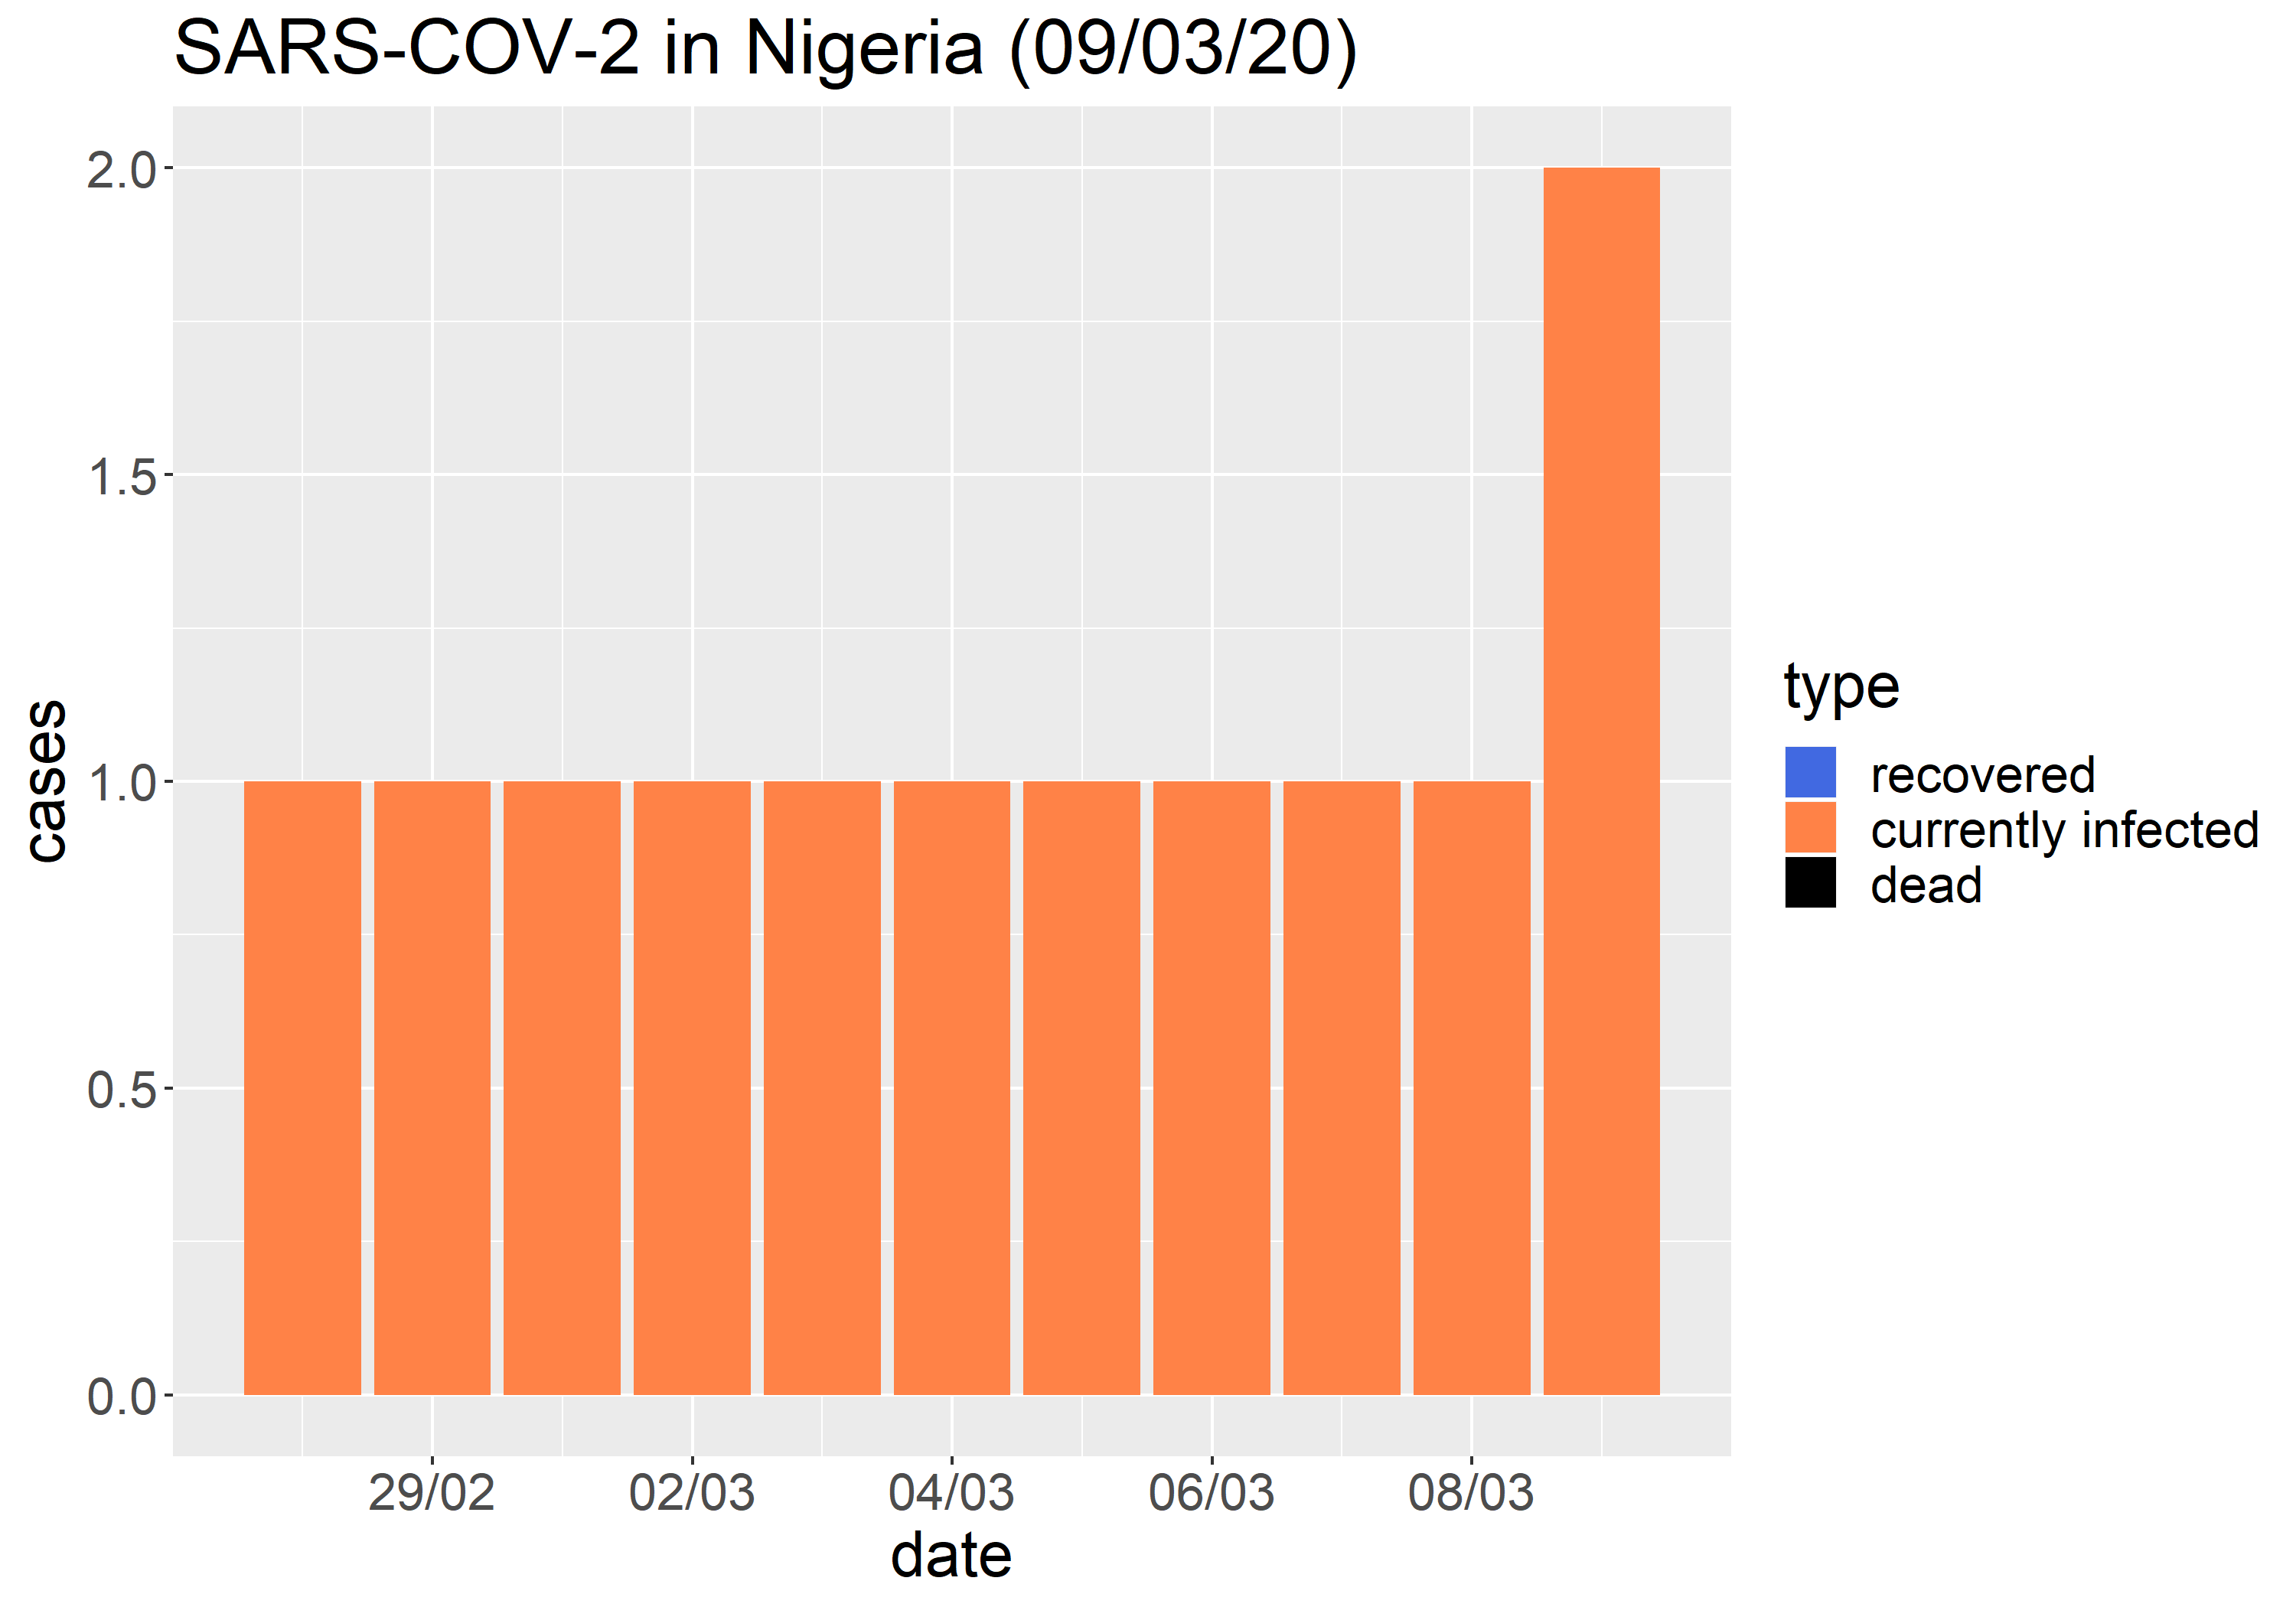 SARS-COV-2 in Nigeria (09/03/20)
2.0
1.5
1.0
0.5
0.0
cases
29/02 02/03 04/03 06/03 08/03
date
type
recovered
currently infected
dead